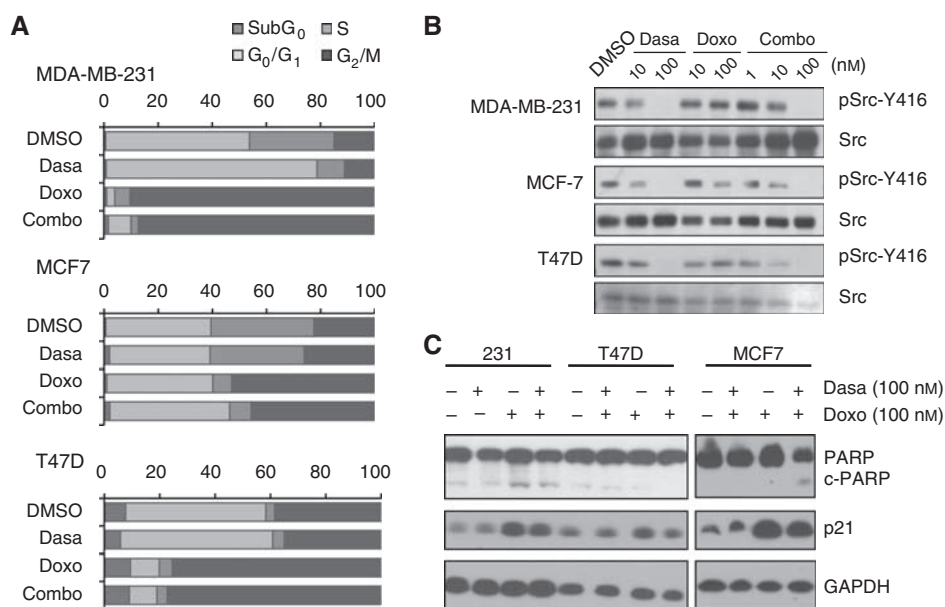 A
SubG0 S
G0/G1 G2/M
MDA-MB-231
0 20 40 60 80 100
DMSO
Dasa
Doxo
Combo
MCF7
0 20 40 60 80 100
DMSO
Dasa
Doxo
Combo
T47D
0 20 40 60 80 100
DMSO
Dasa
Doxo
Combo
B
DMSO Dasa Doxo Combo
10 100 10 100 1 10 100 (nM)
MDA-MB-231 pSrc-Y416
Src
MCF-7 pSrc-Y416
Src
T47D pSrc-Y416
Src
C
231 T47D MCF7
– + – + – + – + – + – + Dasa (100 nM)
– – + + – + + + – + + + Doxo (100 nM)
PARP
c-PARP
p21
GAPDH